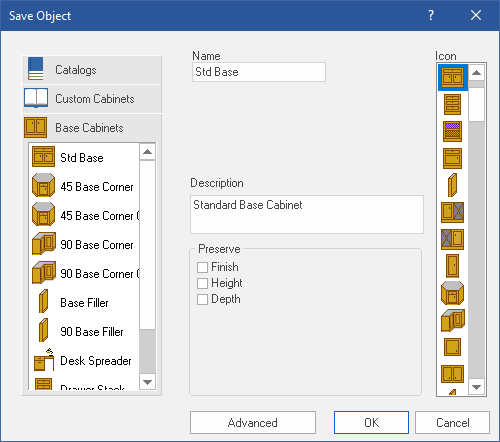 Save Object
?
Catalogs
Custom Cabinets
Base Cabinets
Std Base
45 Base Corner
45 Base Corner
90 Base Corner
90 Base Corner
Base Filler
90 Base Filler
Desk Spreader
Drawer Stack
Name
Std Base
Description
Standard Base Cabinet
Preserve
Finish
Height
Depth
Icon
Advanced
OK
Cancel